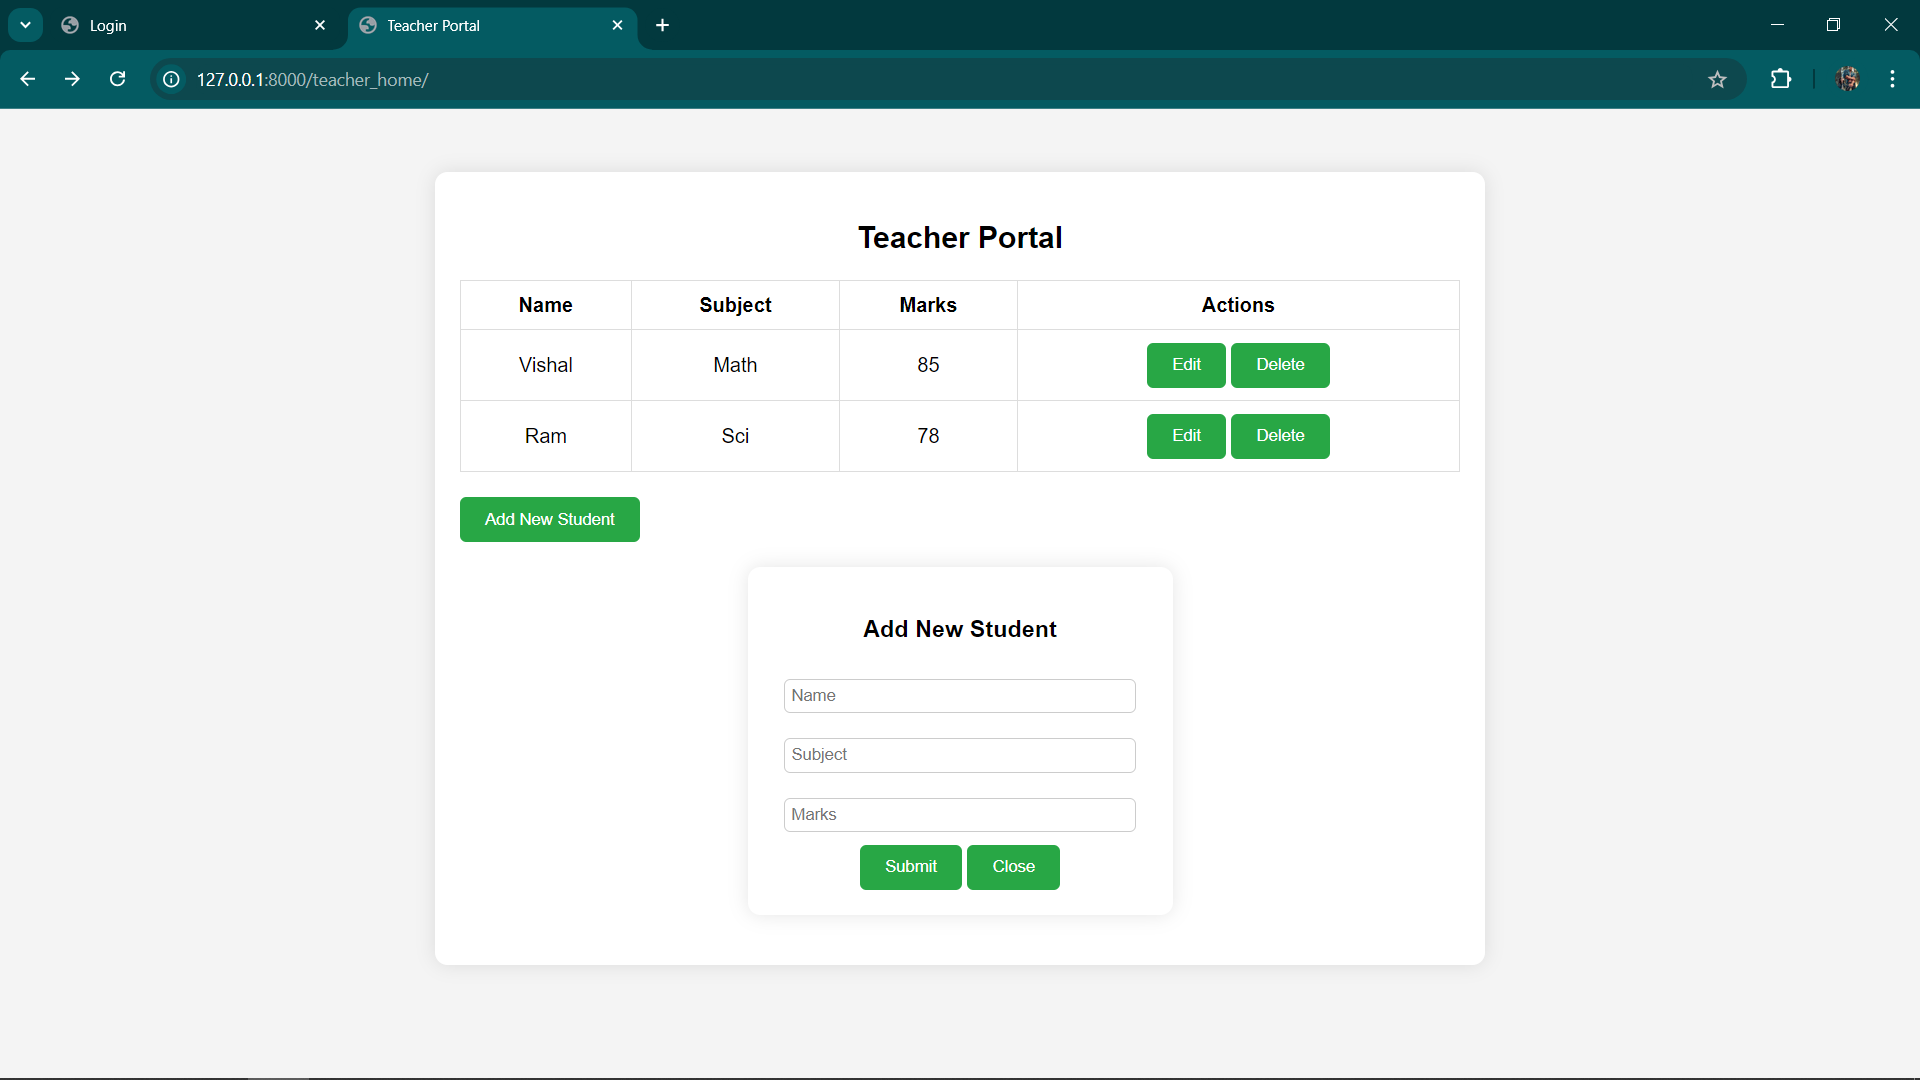 Login
Teacher Portal
127.0.0.1:8000/teacher_home/
Teacher Portal
Name Subject Marks Actions
Vishal Math 85 Edit Delete
Ram Sci 78 Edit Delete
Add New Student
Add New Student
Name
Subject
Marks
Submit Close